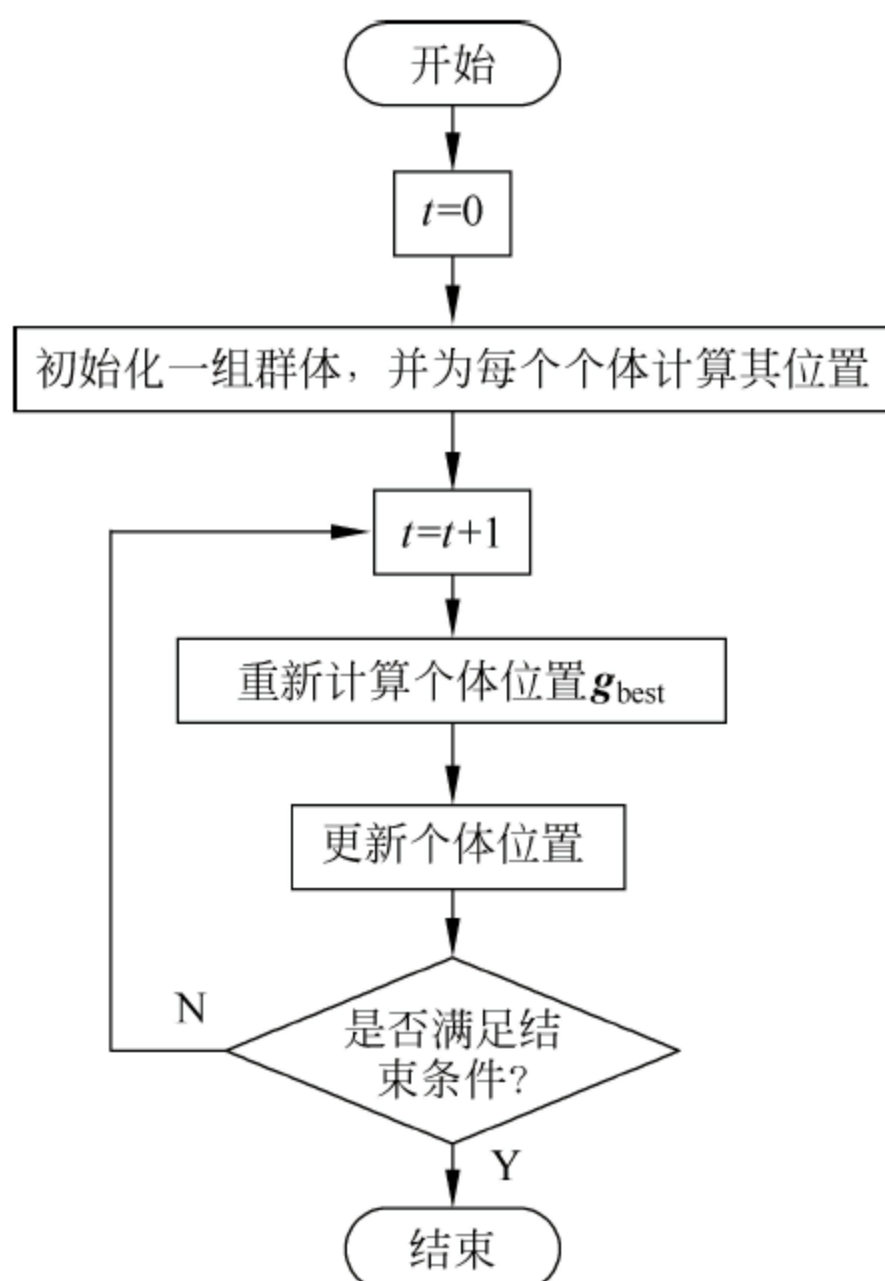 开始
t=0
初始化一组群体，并为每个个体计算其位置
t=t+1
重新计算个体位置gbest
更新个体位置
N
是否满足结
束条件?
Y
结束